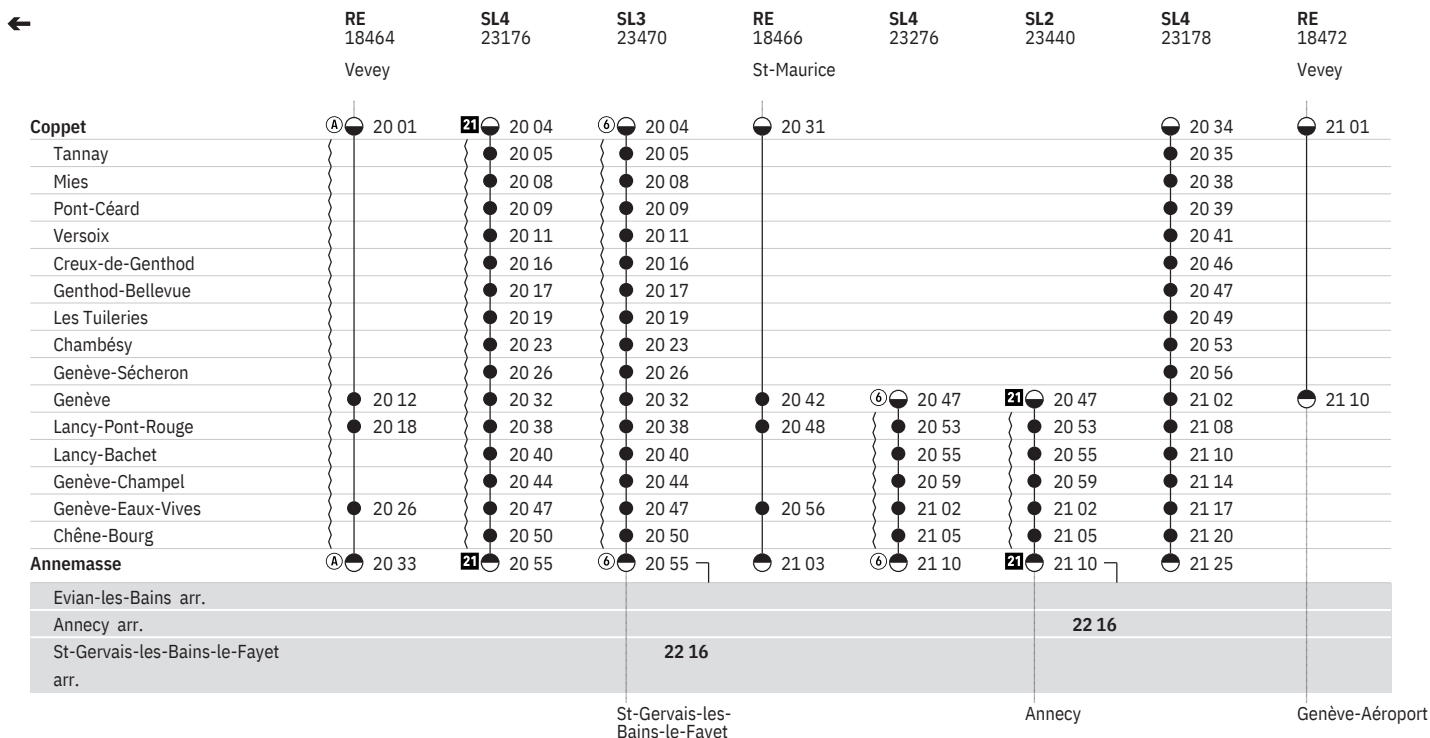 RE SL4 SL3 RE SL4 SL2 SL4 RE
18464 23176 23470 18466 23276 23440 23178 18472
Vevey St-Maurice Vevey
Coppet Ⓐ 20 01 21 20 04 ⑥ 20 04 20 31 20 34 21 01
Tannay 20 05 20 05 20 35
Mies 20 08 20 08 20 38
Pont-Céard 20 09 20 09 20 39
Versoix 20 11 20 11 20 41
Creux-de-Genthod 20 16 20 16 20 46
Genthod-Bellevue 20 17 20 17 20 47
Les Tuileries 20 19 20 19 20 49
Chambésy 20 23 20 23 20 53
Genève-Sécheron 20 26 20 26 20 56
Genève 20 12 20 32 20 32 20 42 ⑥ 20 47 21 20 47 21 02 21 10
Lancy-Pont-Rouge 20 18 20 38 20 38 20 48 20 53 20 53 21 08
Lancy-Bachet 20 40 20 40 20 55 20 55 21 10
Genève-Champel 20 44 20 44 20 59 20 59 21 14
Genève-Eaux-Vives 20 26 20 47 20 47 20 56 21 02 21 02 21 17
Chêne-Bourg 20 50 20 50 21 05 21 05 21 20
Annemasse Ⓐ 20 33 21 20 55 ⑥ 20 55 21 03 ⑥ 21 10 21 21 10 21 25
Evian-les-Bains arr.
Annecy arr. 22 16
St-Gervais-les-Bains-le-Fayet 22 16
arr.
St-Gervais-les- Annecy Genève-Aéroport
Bains-le-Fayet